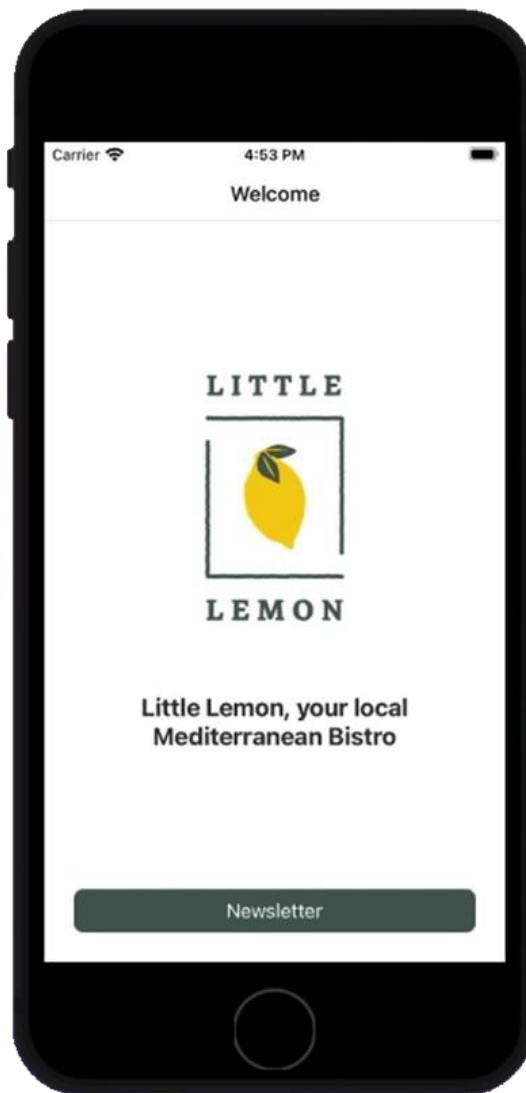 Carrier
4:53 PM
Welcome
LITTLE
LEMON
Little Lemon, your local
Mediterranean Bistro
Newsletter